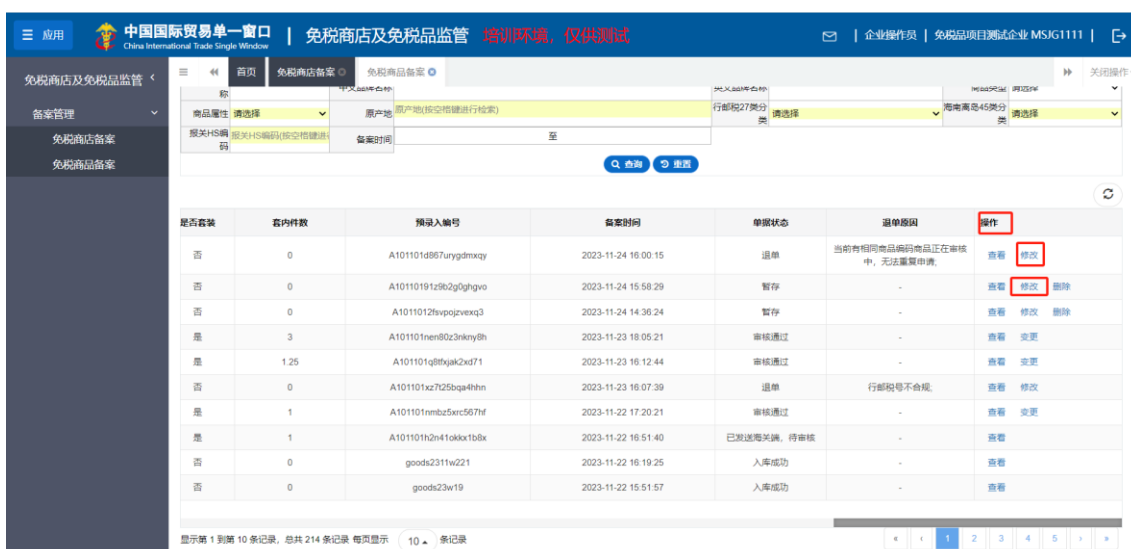 应用 中国国际贸易单一窗口 | 免税商店及免税品监管 培训环境，仅供测试 | 企业操作员 | 免税品项目测试企业 MSJG1111 |
China International Trade Single Window
免税商店及免税品监管 首页 免税商店备案 免税商品备案 关闭操作
称 中文品牌名称 英文品牌名称 商品类型 请选择
备案管理 商品属性 请选择 原产地 原产地(按空格键进行检索) 行邮税27类分类 请选择 海南离岛45类分类 请选择
免税商店备案 报关HS编码 报关HS编码(按空格键进行 备案时间 至
免税商品备案 查询 重置
是否套装 套内件数 预录入编号 备案时间 单据状态 退单原因 操作
否 0 A101101d867urygdmxqy 2023-11-24 16:00:15 退单 当前有相同商品编码商品正在审核中，无法重复申请; 查看 修改
否 0 A10110191z9b2g0ghgvo 2023-11-24 15:58:29 暂存 - 查看 修改 删除
否 0 A1011012fsvpojzvexq3 2023-11-24 14:36:24 暂存 - 查看 修改 删除
是 3 A101101nen80z3nkny8h 2023-11-23 18:05:21 审核通过 - 查看 变更
是 1.25 A101101q8tfxjak2xd71 2023-11-23 16:12:44 审核通过 - 查看 变更
否 0 A101101xz7t25bqa4hhn 2023-11-23 16:07:39 退单 行邮税号不合规; 查看 修改
是 1 A101101nmbz5xrc567hf 2023-11-22 17:20:21 审核通过 - 查看 变更
是 1 A101101h2n41okkx1b8x 2023-11-22 16:51:40 已发送海关端，待审核 - 查看
否 0 goods2311w221 2023-11-22 16:19:25 入库成功 - 查看
否 0 goods23w19 2023-11-22 15:51:57 入库成功 - 查看
显示第 1 到第 10 条记录，总共 214 条记录 每页显示 10 条记录 « ‹ 1 2 3 4 5 › »